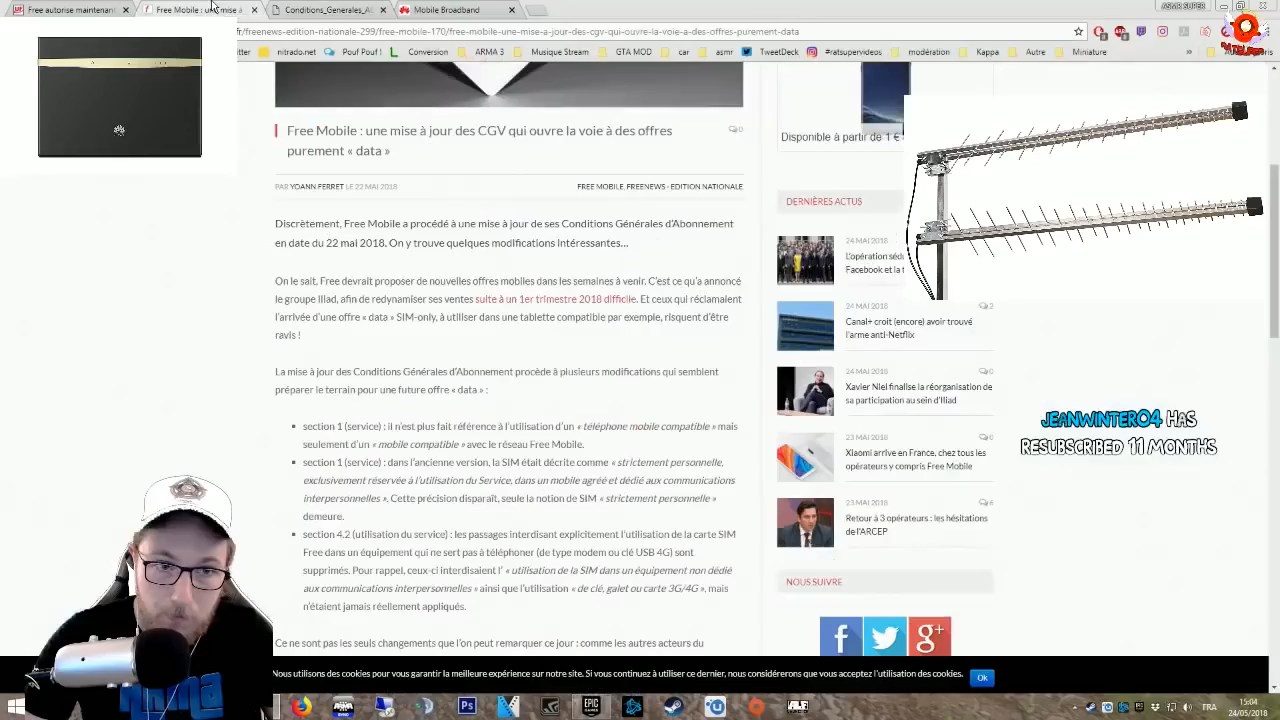 Free autorise maintenant
Free Mobile : une mise
Conditions_Generales_A
Mobile Broadband
fr/freenews-edition-nationale-299/free-mobile-170/free-mobile-une-mise-a-jour-des-cgv-qui-ouvre-la-voie-a-des-offres-purement-data
nitrado.net
Pouf Pouf !
Conversion
ARMA 3
Musique Stream
GTA MOD
Ebay
Amazon
smtr
TweetDeck
#ratsupervideos
modération
Kappa
Autre
Armurie
Free Mobile : une mise à jour des CGV qui ouvre la voie à des offres
purement « data »
0
PAR YOANN FERRET LE 22 MAI 2018
FREE MOBILE, FREENEWS - EDITION NATIONALE
Discrètement, Free Mobile a procédé à une mise à jour de ses Conditions Générales d'Abonnement
en date du 22 mai 2018. On y trouve quelques modifications intéressantes…
On le sait, Free devrait proposer de nouvelles offres mobiles dans les semaines à venir. C'est ce qu'a annoncé
le groupe Iliad, afin de redynamiser ses ventes suite à un 1er trimestre 2018 difficile. Et ceux qui réclamaient
l'arrivée d'une offre « data » SIM-only, à utiliser dans une tablette compatible par exemple, risquent d'être
ravis !
La mise à jour des Conditions Générales d'Abonnement procède à plusieurs modifications qui semblent
préparer le terrain pour une future offre « data » :
section 1 (service) : il n'est plus fait référence à l'utilisation d'un « téléphone mobile compatible » mais
seulement d'un « mobile compatible » avec le réseau Free Mobile.
section 1 (service) : dans l'ancienne version, la SIM était décrite comme « strictement personnelle,
exclusivement réservée à l'utilisation du Service, dans un mobile agréé et dédié aux communications
interpersonnelles ». Cette précision disparaît, seule la notion de SIM « strictement personnelle »
demeure.
section 4.2 (utilisation du service) : les passages interdisant explicitement l'utilisation de la carte SIM
Free dans un équipement qui ne sert pas à téléphoner (de type modem ou clé USB 4G) sont
supprimés. Pour rappel, ceux-ci interdisaient l' « utilisation de la SIM dans un équipement non dédié
aux communications interpersonnelles » ainsi que l'utilisation « de clé, galet ou carte 3G/4G », mais
n'étaient jamais réellement appliqués.
Ce ne sont pas les seuls changements que l'on peut remarquer ce jour : comme les autres acteurs du
Disponible à partir de 1 €
DERNIÈRES ACTUS
24 MAI 2018
L'opération
Facebook et la
24 MAI 2018
2
Canal+ croit (encore) avoir trouvé
l'arme anti-Netflix
24 MAI 2018
0
Xavier Niel finalise la réorganisation de
sa participation au sein d'Iliad
23 MAI 2018
0
Xiaomi arrive en France, chez tous les
opérateurs y compris Free Mobile
23 MAI 2018
6
Retour à 3 opérateurs : les hésitations
de l'ARCEP
NOUS SUIVRE
JEANWINTER04 HAS
RESUBSCRIBED 11 MONTHS
Nous utilisons des cookies pour vous garantir la meilleure expérience sur notre site. Si vous continuez à utiliser ce dernier, nous considérerons que vous acceptez l'utilisation des cookies.
Ok
FRA
15:04
24/05/2018